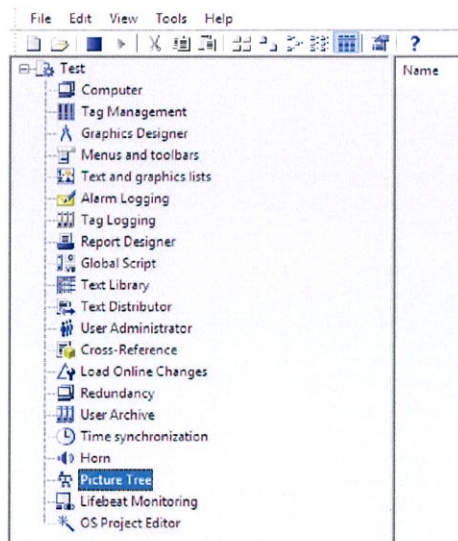 File Edit View Tools Help
Test
Name
Computer
Tag Management
Graphics Designer
Menus and toolbars
Text and graphics lists
Alarm Logging
Tag Logging
Report Designer
Global Script
Text Library
Text Distributor
User Administrator
Cross-Reference
Load Online Changes
Redundancy
User Archive
Time synchronization
Horn
Picture Tree
Lifebeat Monitoring
OS Project Editor